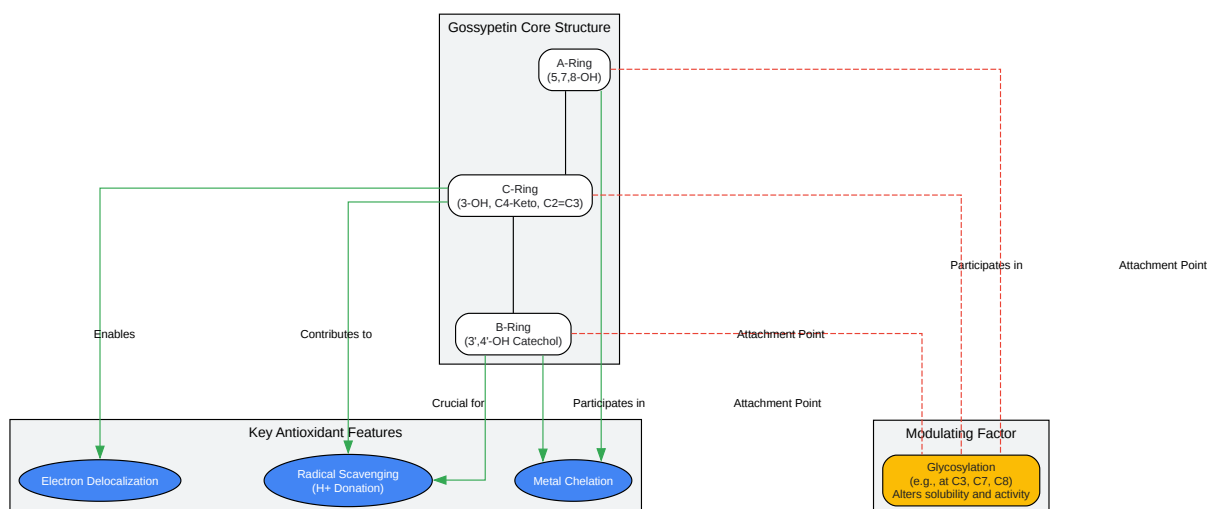 Gossypetin Core Structure
A-Ring
(5,7,8-OH)
C-Ring
(3-OH, C4-Keto, C2=C3)
Participates in
Attachment Point
B-Ring
(3',4'-OH Catechol)
Enables
Contributes to
Attachment Point
Crucial for
Participates in
Attachment Point
Key Antioxidant Features
Electron Delocalization
Radical Scavenging
(H+ Donation)
Metal Chelation
Modulating Factor
Glycosylation
(e.g., at C3, C7, C8)
Alters solubility and activity